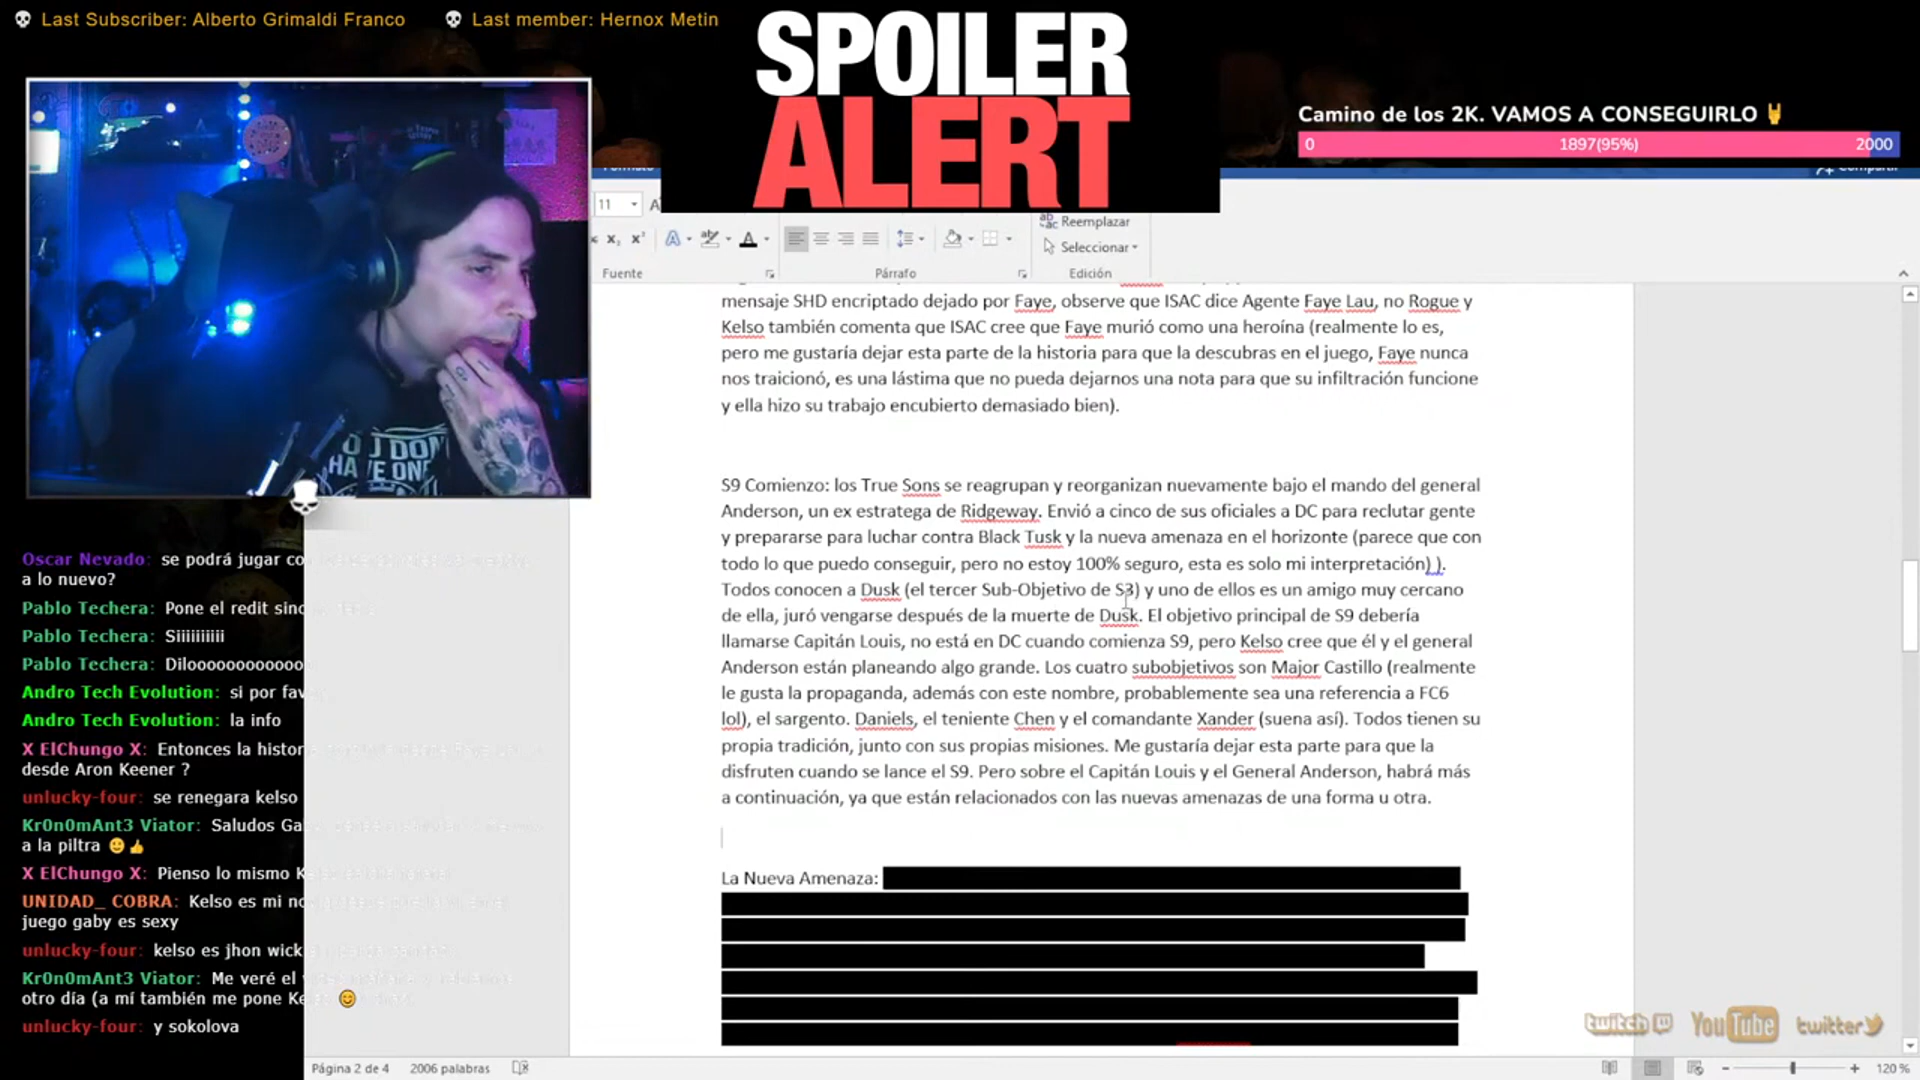 Last Subscriber: Alberto Grimaldi Franco
Last member: Hernox Metin
SPOILER
ALERT
Camino de los 2K. VAMOS A CONSEGUIRLO 🤘
0 1897(95%) 2000
11
Reemplazar
Seleccionar
Fuente
Párrafo
Edición
mensaje SHD encriptado dejado por Faye, observe que ISAC dice Agente Faye Lau, no Rogue y
Kelso también comenta que ISAC cree que Faye murió como una heroína (realmente lo es,
pero me gustaría dejar esta parte de la historia para que la descubras en el juego, Faye nunca
nos traicionó, es una lástima que no pueda dejarnos una nota para que su infiltración funcione
y ella hizo su trabajo encubierto demasiado bien).
S9 Comienzo: los True Sons se reagrupan y reorganizan nuevamente bajo el mando del general
Anderson, un ex estratega de Ridgeway. Envió a cinco de sus oficiales a DC para reclutar gente
y prepararse para luchar contra Black Tusk y la nueva amenaza en el horizonte (parece que con
todo lo que puedo conseguir, pero no estoy 100% seguro, esta es solo mi interpretación) ).
Todos conocen a Dusk (el tercer Sub-Objetivo de S3) y uno de ellos es un amigo muy cercano
de ella, juró vengarse después de la muerte de Dusk. El objetivo principal de S9 debería
llamarse Capitán Louis, no está en DC cuando comienza S9, pero Kelso cree que él y el general
Anderson están planeando algo grande. Los cuatro subobjetivos son Major Castillo (realmente
le gusta la propaganda, además con este nombre, probablemente sea una referencia a FC6
lol), el sargento. Daniels, el teniente Chen y el comandante Xander (suena así). Todos tienen su
propia tradición, junto con sus propias misiones. Me gustaría dejar esta parte para que la
disfruten cuando se lance el S9. Pero sobre el Capitán Louis y el General Anderson, habrá más
a continuación, ya que están relacionados con las nuevas amenazas de una forma u otra.
La Nueva Amenaza:
Oscar Nevado: se podrá jugar
a lo nuevo?
Pablo Techera: Pone el redit
Pablo Techera: Siiiiiiiiii
Pablo Techera: Dilooooooooooooo
Andro Tech Evolution: si por
Andro Tech Evolution: la info
X ElChungo X: Entonces la
desde Aron Keener ?
unlucky-four: se renegara kelso
Kr0n0mAnt3 Viator: Saludos
a la piltra 😊👍
X ElChungo X: Pienso lo mismo
UNIDAD_ COBRA: Kelso es mi
juego gaby es sexy
unlucky-four: kelso es jhon wick
Kr0n0mAnt3 Viator: Me veré el
otro día (a mí también me pone 😊
unlucky-four: y sokolova
twitch
YouTube
twitter
Página 2 de 4 2006 palabras
120 %